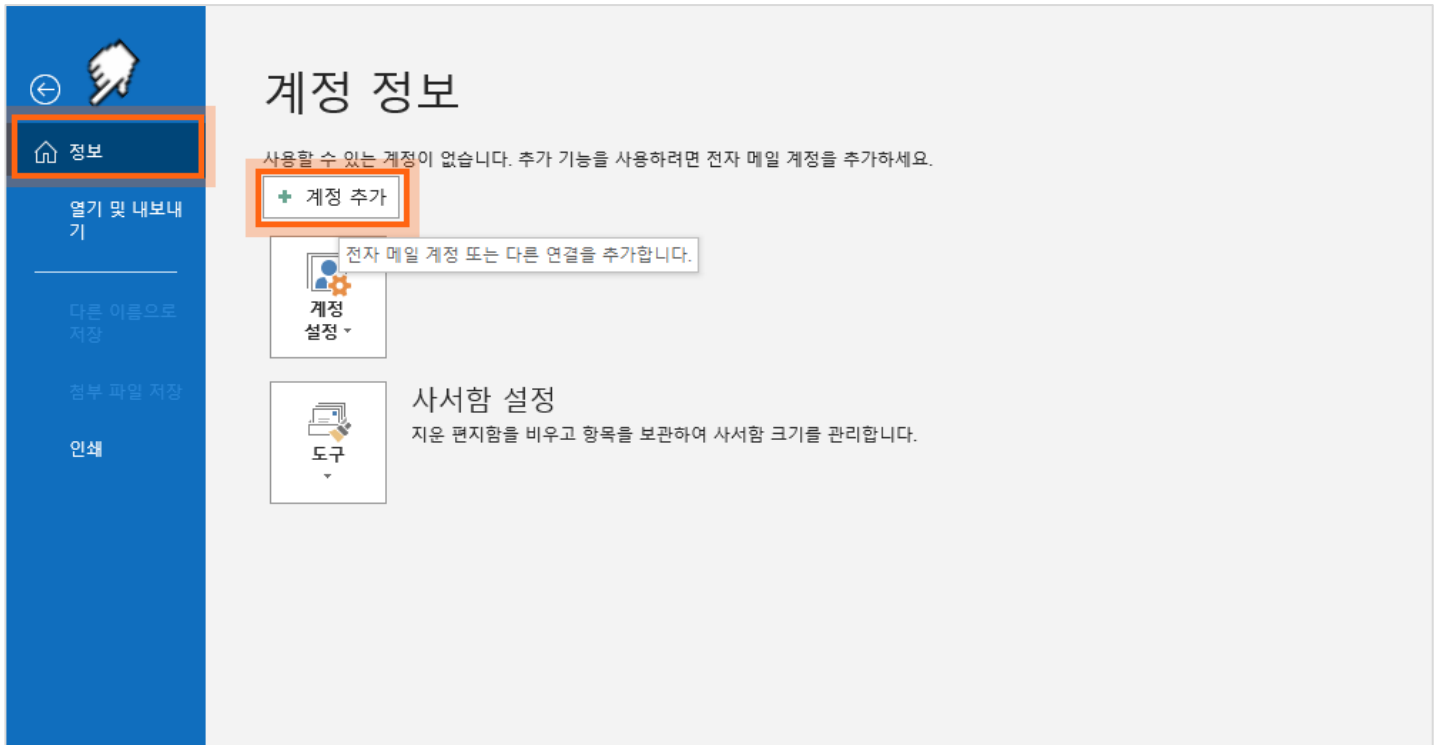 계정 정보
정보
사용할 수 있는 계정이 없습니다. 추가 기능을 사용하려면 전자 메일 계정을 추가하세요.
계정 추가
열기 및 내보내
기
전자 메일 계정 또는 다른 연결을 추가합니다.
계정
설정
다른 이름으로
저장
첨부 파일 저장
인쇄
사서함 설정
지운 편지함을 비우고 항목을 보관하여 사서함 크기를 관리합니다.
도구